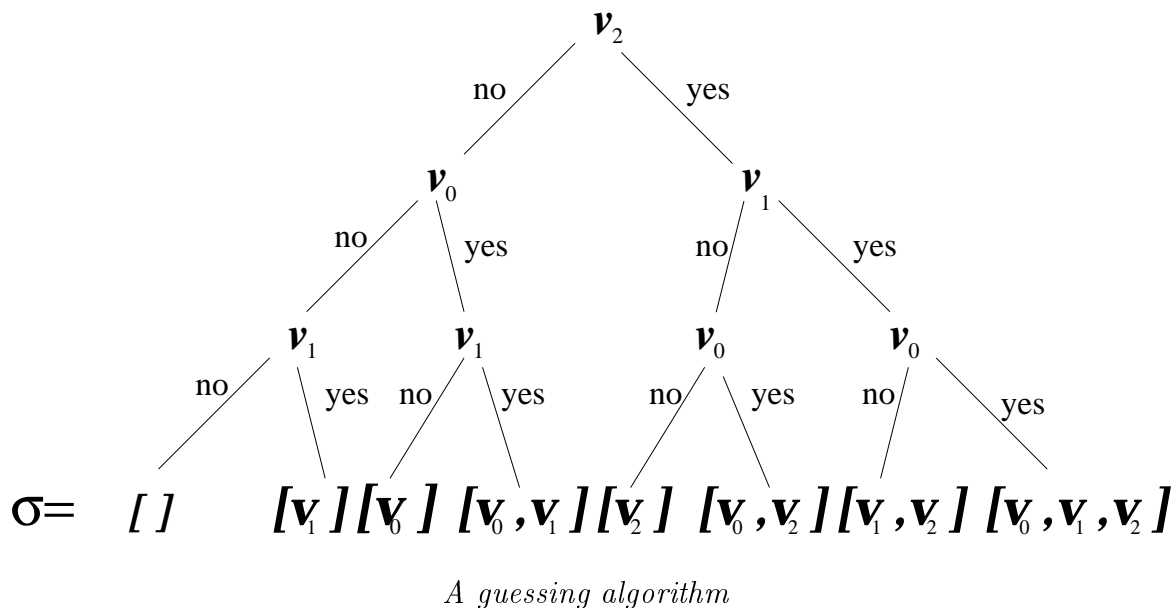 v₂
no yes
v₀ v₁
no yes no yes
v₁ v₁ v₀ v₀
no yes no yes no yes no yes
σ= [ ] [v₁] [v₀] [v₀,v₁] [v₂] [v₀,v₂] [v₁,v₂] [v₀,v₁,v₂]
A guessing algorithm